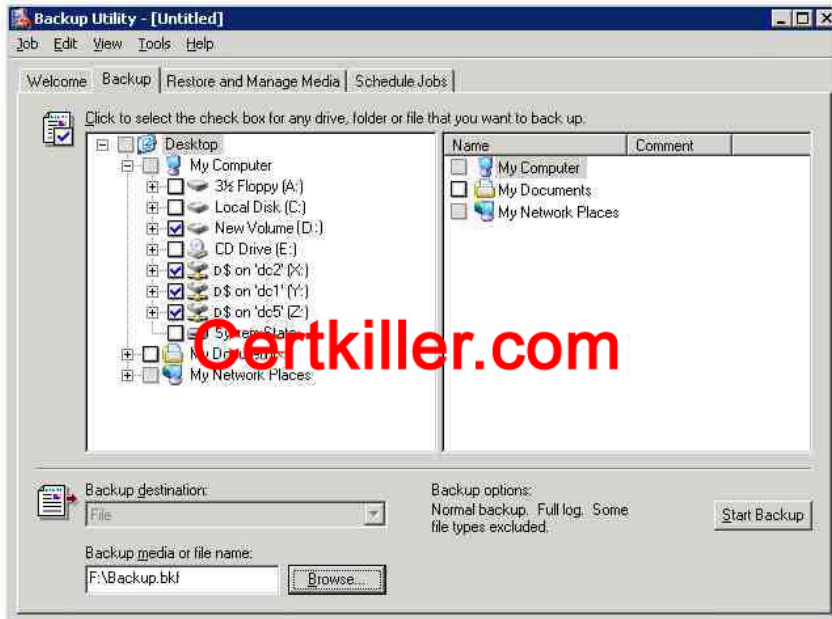 Backup Utility - [Untitled]
Job Edit View Tools Help
Welcome Backup Restore and Manage Media Schedule Jobs
Click to select the check box for any drive, folder or file that you want to back up.
Desktop
My Computer
3½ Floppy (A:)
Local Disk (C:)
New Volume (D:)
CD Drive (E:)
D$ on 'dc2' (X:)
D$ on 'dc1' (Y:)
D$ on 'dc5' (Z:)
System State
My Documents
My Network Places
Name Comment
My Computer
My Documents
My Network Places
Certkiller.com
Backup destination:
File
Backup media or file name:
F:\Backup.bkf
Browse...
Backup options:
Normal backup. Full log. Some
file types excluded.
Start Backup